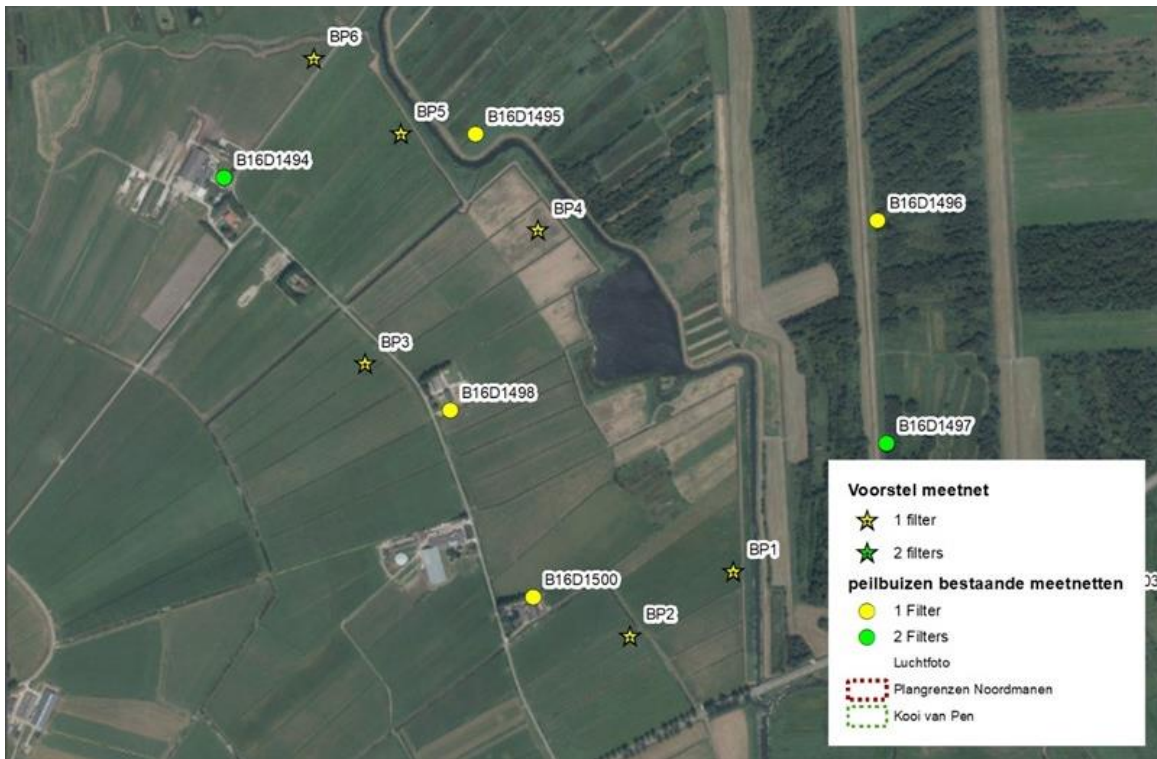 BP6
BP5
B16D1495
B16D1494
B16D1496
BP4
BP3
B16D1498
B16D1497
BP1
B16D1500
BP2
03
Voorstel meetnet
1 filter
2 filters
peilbuizen bestaande meetnetten
1 Filter
2 Filters
Luchtfoto
Plangrenzen Noordmanen
Kooi van Pen